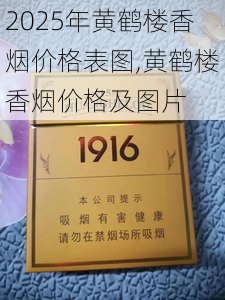 2025年黄鹤楼香
烟价格表图,黄鹤楼
香烟价格及图片
1916
本公司提示
吸烟有害健康
请勿在禁烟场所吸烟